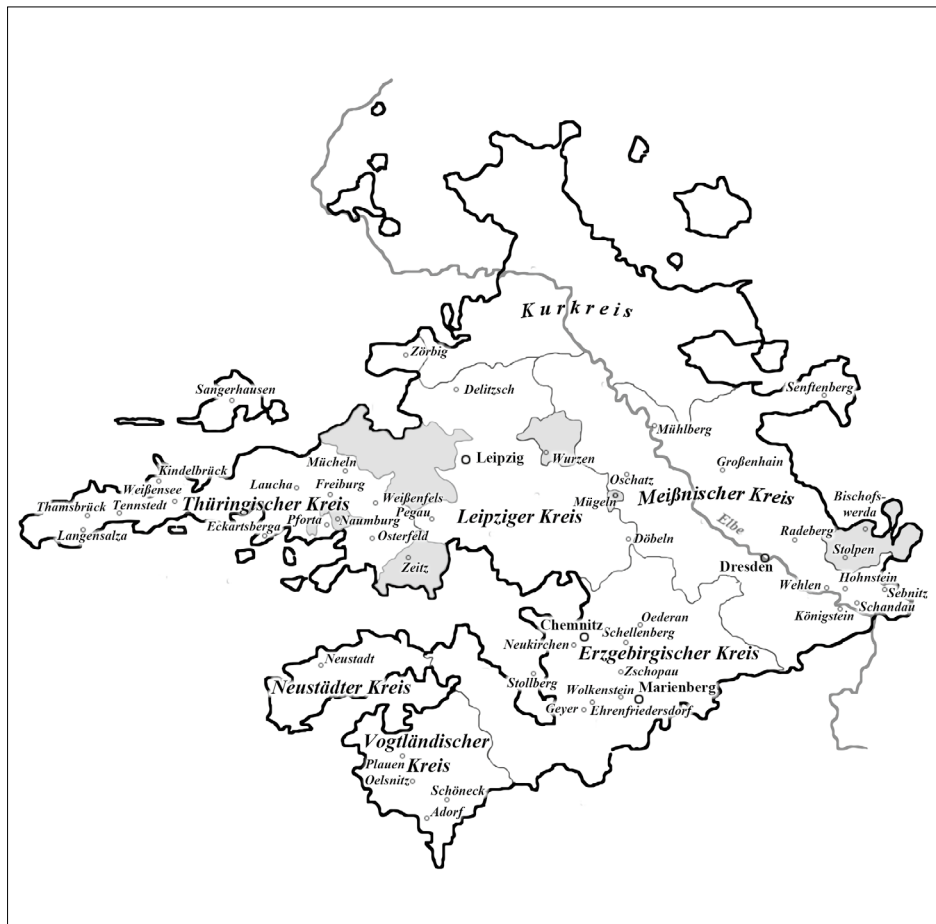 Kurkreis
Zörbig
Sangerhausen
Delitzsch
Senftenberg
Mühlberg
Leipzig
Wurzen
Mücheln
Großenhain
Kindelbrück
Oschatz
Weißensee
Laucha
Freiburg
Meißnischer Kreis
Bischofs-
werda
Thamsbrück
Tennstedt
Thüringischer Kreis
Weißenfels
Mügeln
Pegau
Leipziger Kreis
Eckartsberga
Pforta
Naumburg
Elbe
Radeberg
Langensalza
Osterfeld
Döbeln
Stolpen
Zeitz
Dresden
Hohnstein
Wehlen
Sebnitz
Schandau
Königstein
Oederan
Chemnitz
Schellenberg
Neukirchen
Erzgebirgischer Kreis
Neustadt
Zschopau
Stollberg
Neustädter Kreis
Wolkenstein
Marienberg
Geyer
Ehrenfriedersdorf
Vogtländischer
Kreis
Plauen
Oelsnitz
Schöneck
Adorf